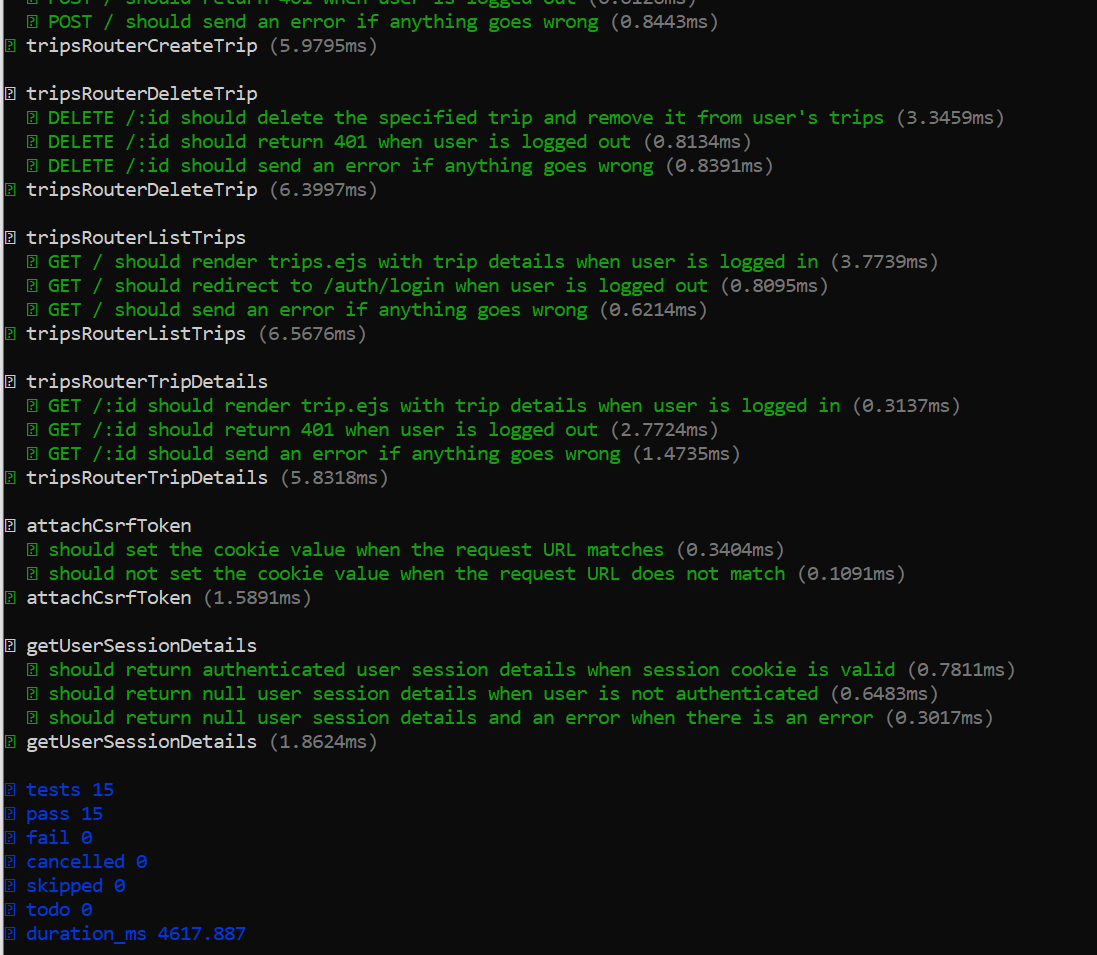 POST / should return 401 when user is logged out (0.8128ms)
POST / should send an error if anything goes wrong (0.8443ms)
tripsRouterCreateTrip (5.9795ms)
tripsRouterDeleteTrip
DELETE /:id should delete the specified trip and remove it from user's trips (3.3459ms)
DELETE /:id should return 401 when user is logged out (0.8134ms)
DELETE /:id should send an error if anything goes wrong (0.8391ms)
tripsRouterDeleteTrip (6.3997ms)
tripsRouterListTrips
GET / should render trips.ejs with trip details when user is logged in (3.7739ms)
GET / should redirect to /auth/login when user is logged out (0.8095ms)
GET / should send an error if anything goes wrong (0.6214ms)
tripsRouterListTrips (6.5676ms)
tripsRouterTripDetails
GET /:id should render trip.ejs with trip details when user is logged in (0.3137ms)
GET /:id should return 401 when user is logged out (2.7724ms)
GET /:id should send an error if anything goes wrong (1.4735ms)
tripsRouterTripDetails (5.8318ms)
attachCsrfToken
should set the cookie value when the request URL matches (0.3404ms)
should not set the cookie value when the request URL does not match (0.1091ms)
attachCsrfToken (1.5891ms)
getUserSessionDetails
should return authenticated user session details when session cookie is valid (0.7811ms)
should return null user session details when user is not authenticated (0.6483ms)
should return null user session details and an error when there is an error (0.3017ms)
getUserSessionDetails (1.8624ms)
tests 15
pass 15
fail 0
cancelled 0
skipped 0
todo 0
duration_ms 4617.887